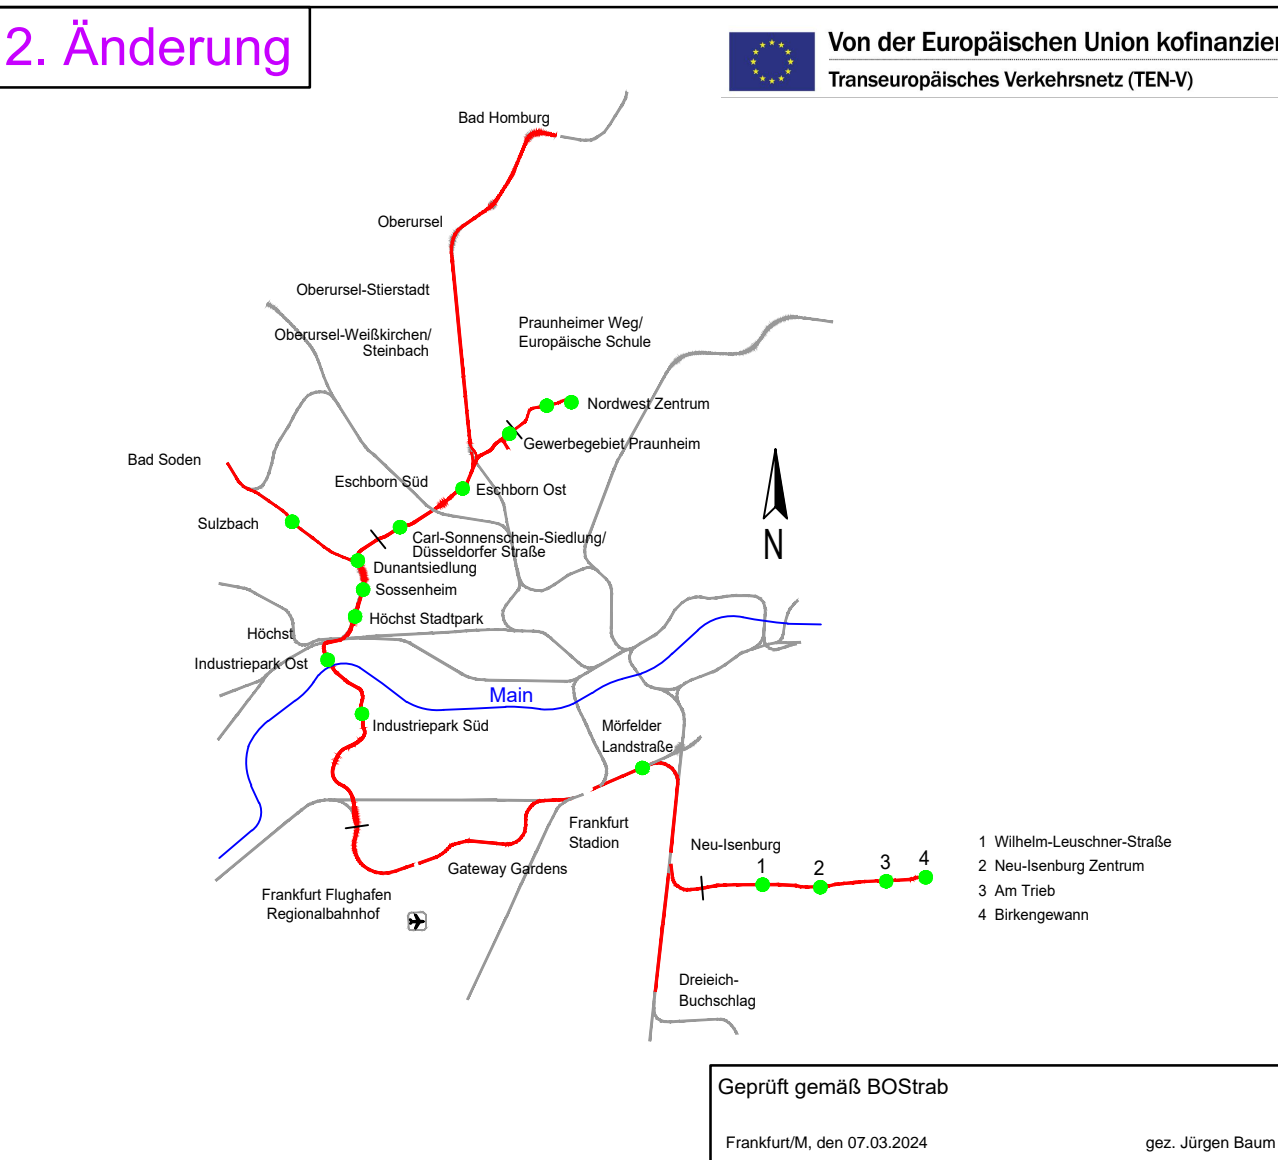 2. Änderung
Von der Europäischen Union kofinanzier
Transeuropäisches Verkehrsnetz (TEN-V)
Bad Homburg
Oberursel
Oberursel-Stierstadt
Oberursel-Weißkirchen/
Steinbach
Praunheimer Weg/
Europäische Schule
Nordwest Zentrum
Gewerbegebiet Praunheim
Bad Soden
Eschborn Süd
Eschborn Ost
Sulzbach
Carl-Sonnenschein-Siedlung/
Düsseldorfer Straße
Dunantsiedlung
Sossenheim
Höchst Stadtpark
Höchst
Industriepark Ost
N
Main
Industriepark Süd
Mörfelder
Landstraße
Frankfurt
Stadion
Neu-Isenburg
Gateway Gardens
Frankfurt Flughafen
Regionalbahnhof
1
2
3
4
1 Wilhelm-Leuschner-Straße
2 Neu-Isenburg Zentrum
3 Am Trieb
4 Birkengewann
Dreieich-
Buchschlag
Geprüft gemäß BOStrab
Frankfurt/M, den 07.03.2024
gez. Jürgen Baum